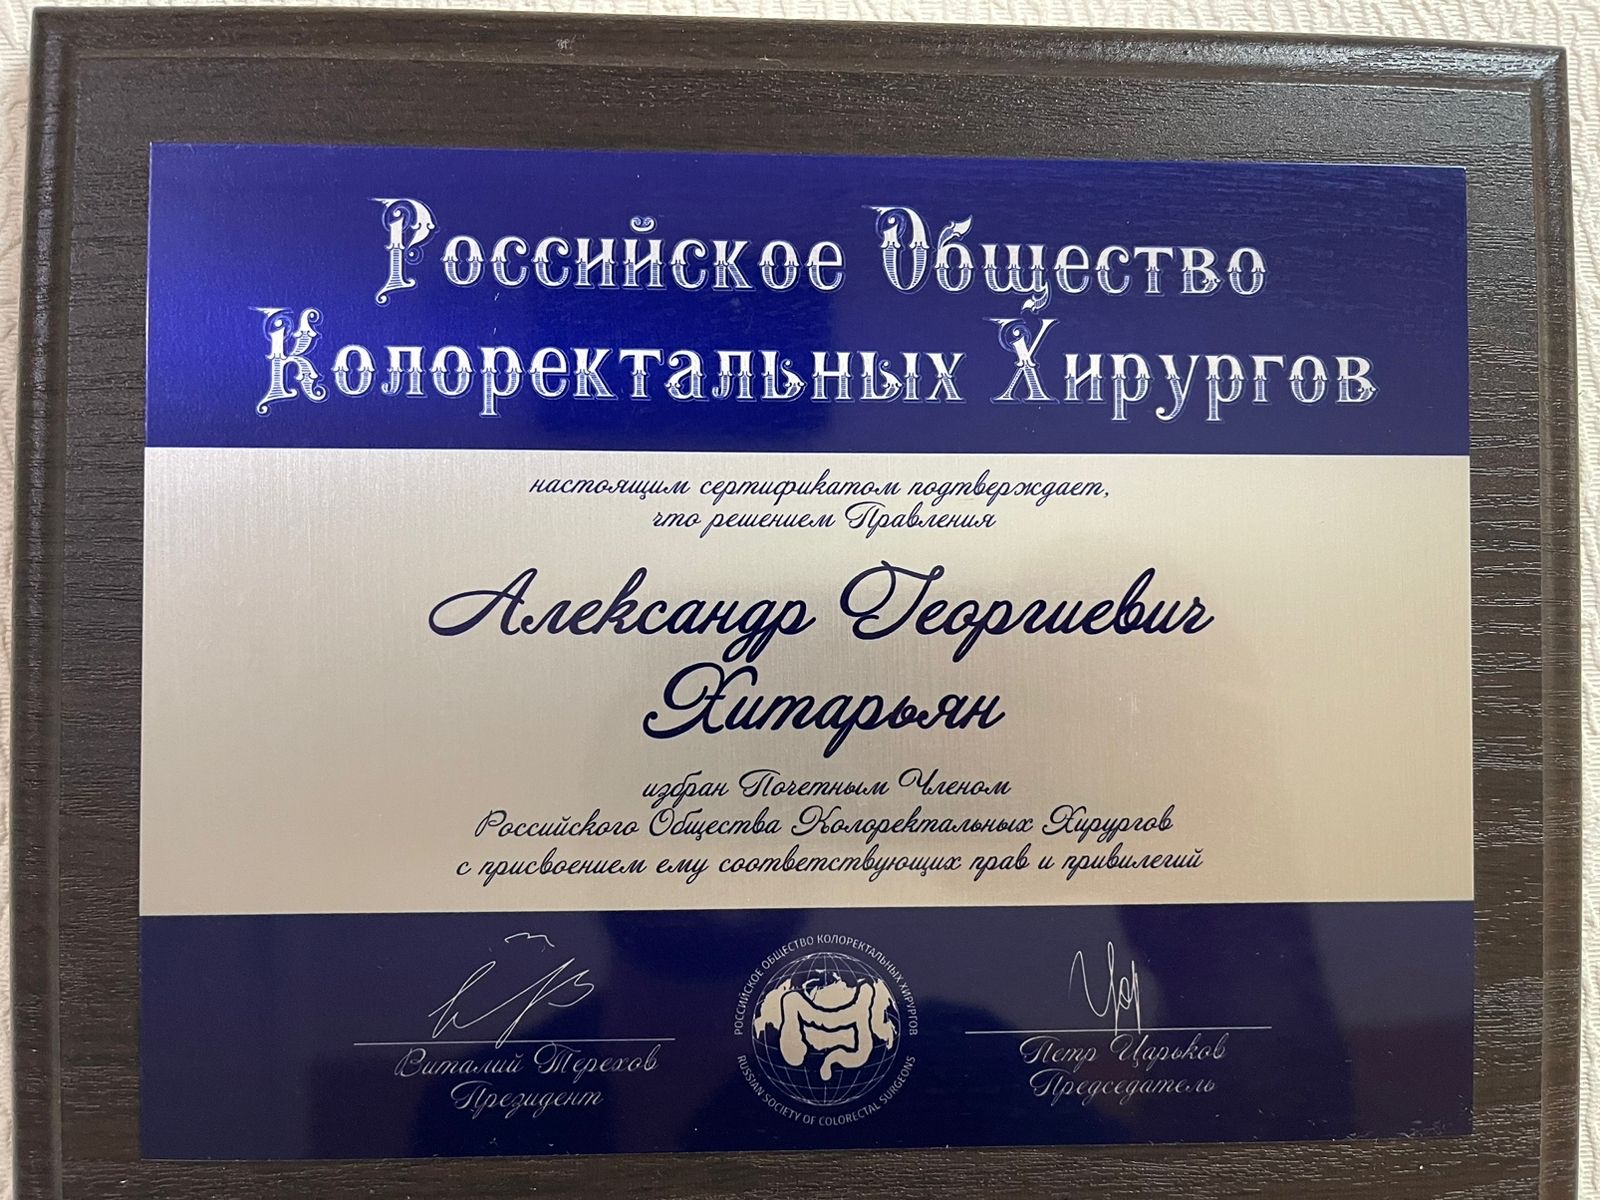 Российское Общество
Колоректальных Хирургов
настоящим сертификатом подтверждает,
что решением Правления
Александр Георгиевич
Хитарьян
избран Почетным Членом
Российского Общества Колоректальных Хирургов
с присвоением ему соответствующих прав и привилегий
Виталий Терехов
Президент
РОССИЙСКОЕ ОБЩЕСТВО КОЛОРЕКТАЛЬНЫХ ХИРУРГОВ
RUSSIAN SOCIETY OF COLORECTAL SURGEONS
Петр Царьков
Председатель